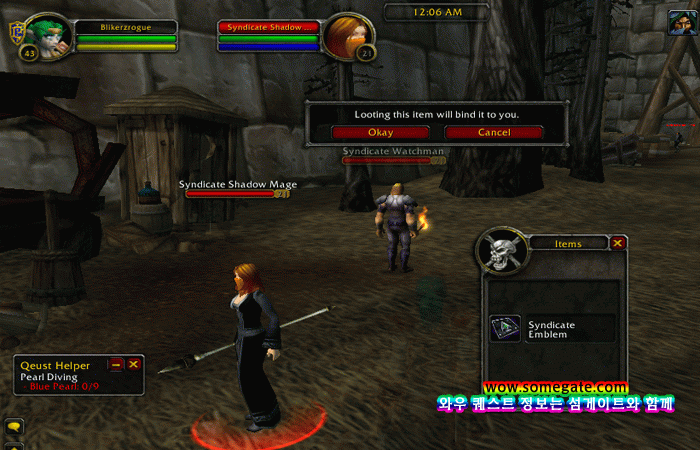 12:06 AM
Blikerzrogue
43
Syndicate Shadow ...
21
Looting this item will bind it to you.
Okay
Cancel
Syndicate Watchman
Syndicate Shadow Mage
21
Items
Syndicate
Emblem
Qeust Helper
Pearl Diving
- Blue Pearl: 0/9
wow.somegate.com
와우 퀘스트 정보는 섬게이트와 함께